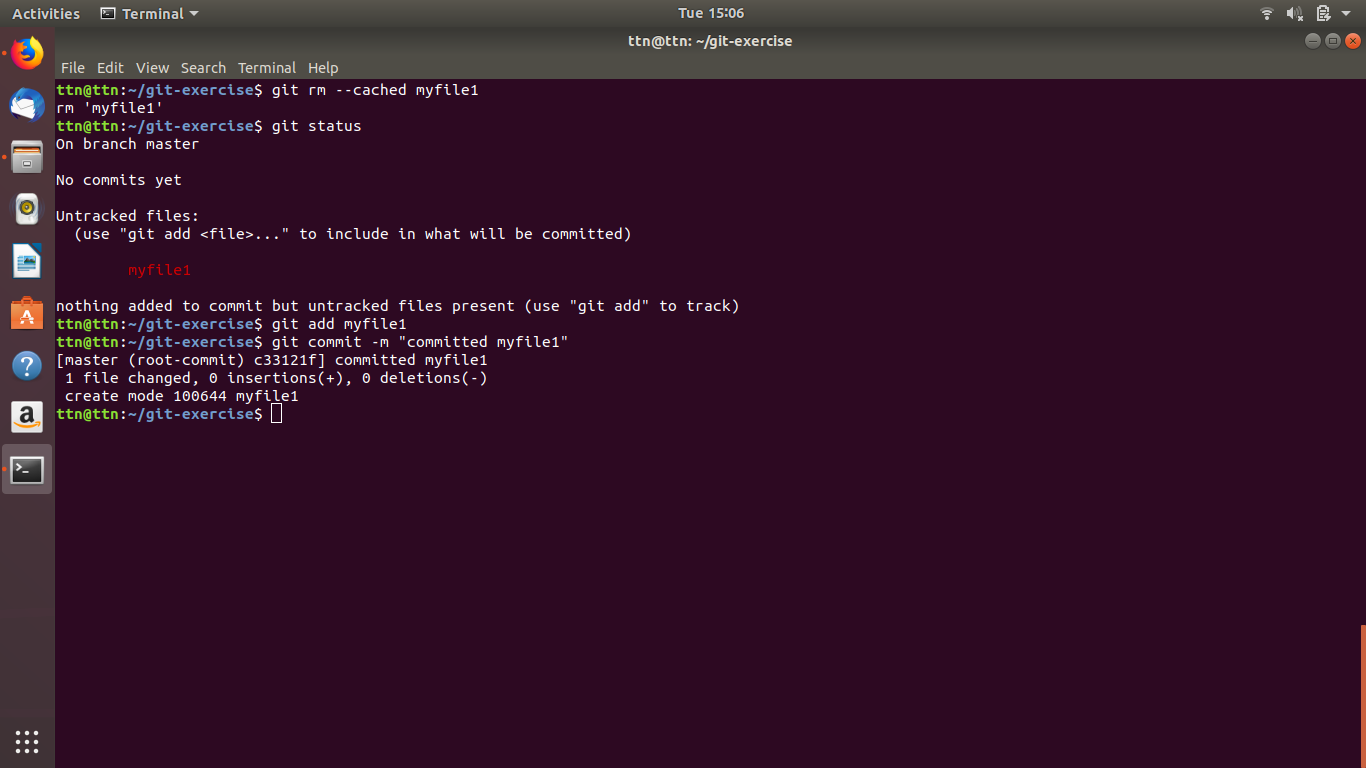 Activities Terminal Tue 15:06
ttn@ttn: ~/git-exercise
File Edit View Search Terminal Help
ttn@ttn:~/git-exercise$ git rm --cached myfile1
rm 'myfile1'
ttn@ttn:~/git-exercise$ git status
On branch master
No commits yet
Untracked files:
  (use "git add <file>..." to include in what will be committed)
        myfile1
nothing added to commit but untracked files present (use "git add" to track)
ttn@ttn:~/git-exercise$ git add myfile1
ttn@ttn:~/git-exercise$ git commit -m "committed myfile1"
[master (root-commit) c33121f] committed myfile1
 1 file changed, 0 insertions(+), 0 deletions(-)
 create mode 100644 myfile1
ttn@ttn:~/git-exercise$